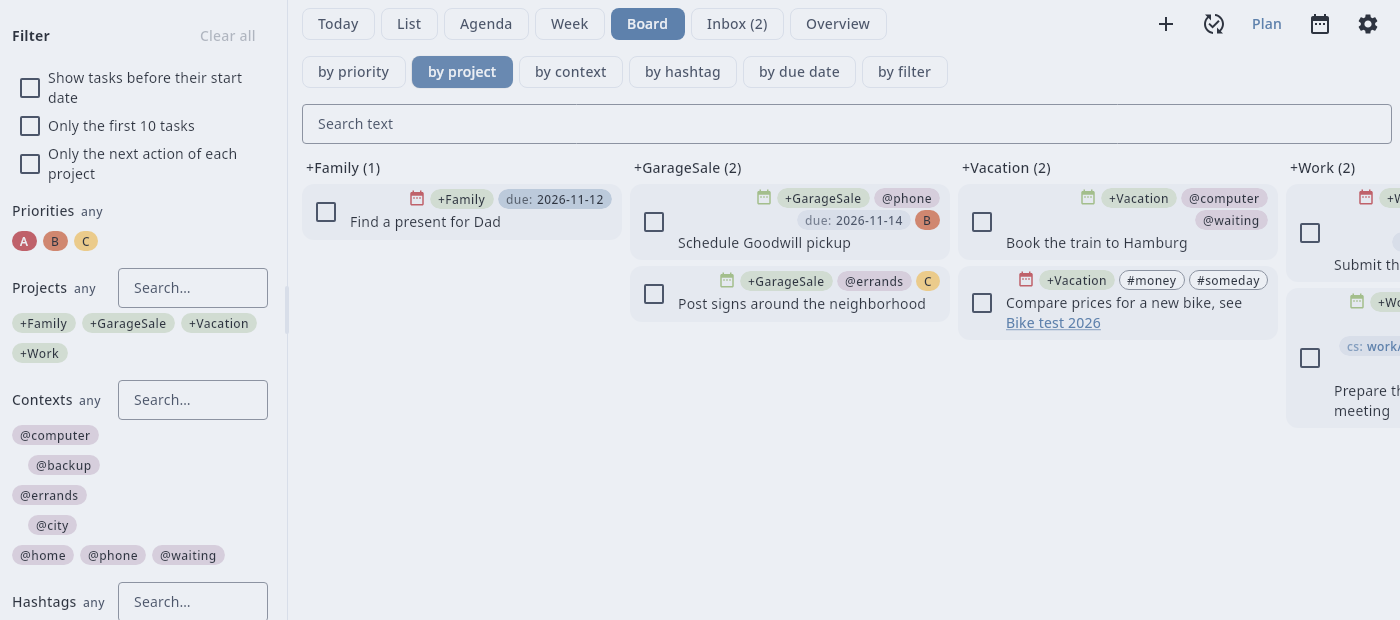 Filter
Clear all
Show tasks before their start
date
Only the first 10 tasks
Only the next action of each
project
Priorities any
A B C
Projects any
Search...
+Family +GarageSale +Vacation
+Work
Contexts any
Search...
@computer
@backup
@errands
@city
@home @phone @waiting
Hashtags any
Search...
Today List Agenda Week Board Inbox (2) Overview
Plan
by priority by project by context by hashtag by due date by filter
Search text
+Family (1)
+Family due: 2026-11-12
Find a present for Dad
+GarageSale (2)
+GarageSale @phone
due: 2026-11-14 B
Schedule Goodwill pickup
+GarageSale @errands C
Post signs around the neighborhood
+Vacation (2)
+Vacation @computer
@waiting
Book the train to Hamburg
+Vacation #money #someday
Compare prices for a new bike, see
Bike test 2026
+Work (2)
Submit
cs:
Prepare
meeting